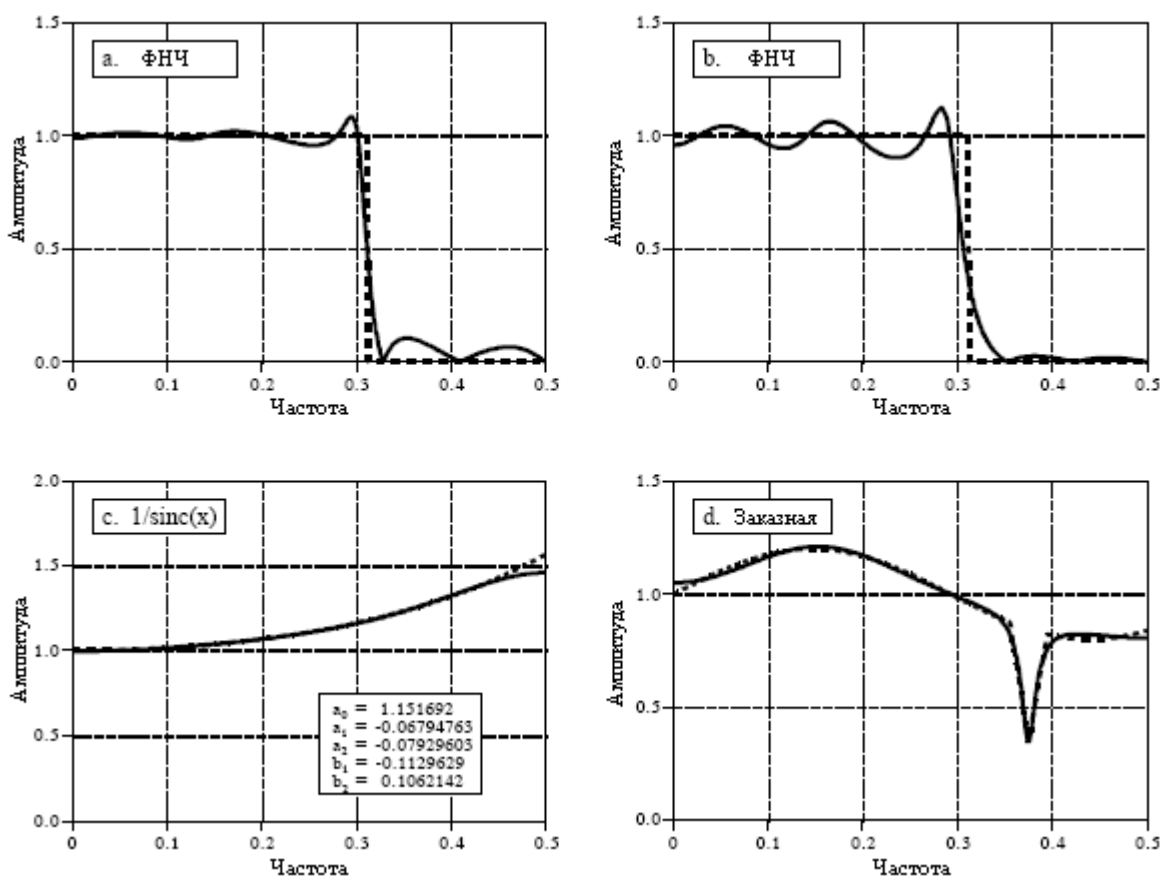 1.5
a. ФНЧ
1.0
0.5
0.0
0 0.1 0.2 0.3 0.4 0.5
Частота
Амплитуда
1.5
b. ФНЧ
1.0
0.5
0.0
0 0.1 0.2 0.3 0.4 0.5
Частота
Амплитуда
2.0
c. 1/sinc(x)
1.5
1.0
0.5
0.0
a₀ = 1.151692
a₁ = -0.06794763
a₂ = -0.07929603
b₁ = -0.1129629
b₂ = 0.1062142
0 0.1 0.2 0.3 0.4 0.5
Частота
Амплитуда
1.5
d. Заказная
1.0
0.5
0.0
0 0.1 0.2 0.3 0.4 0.5
Частота
Амплитуда